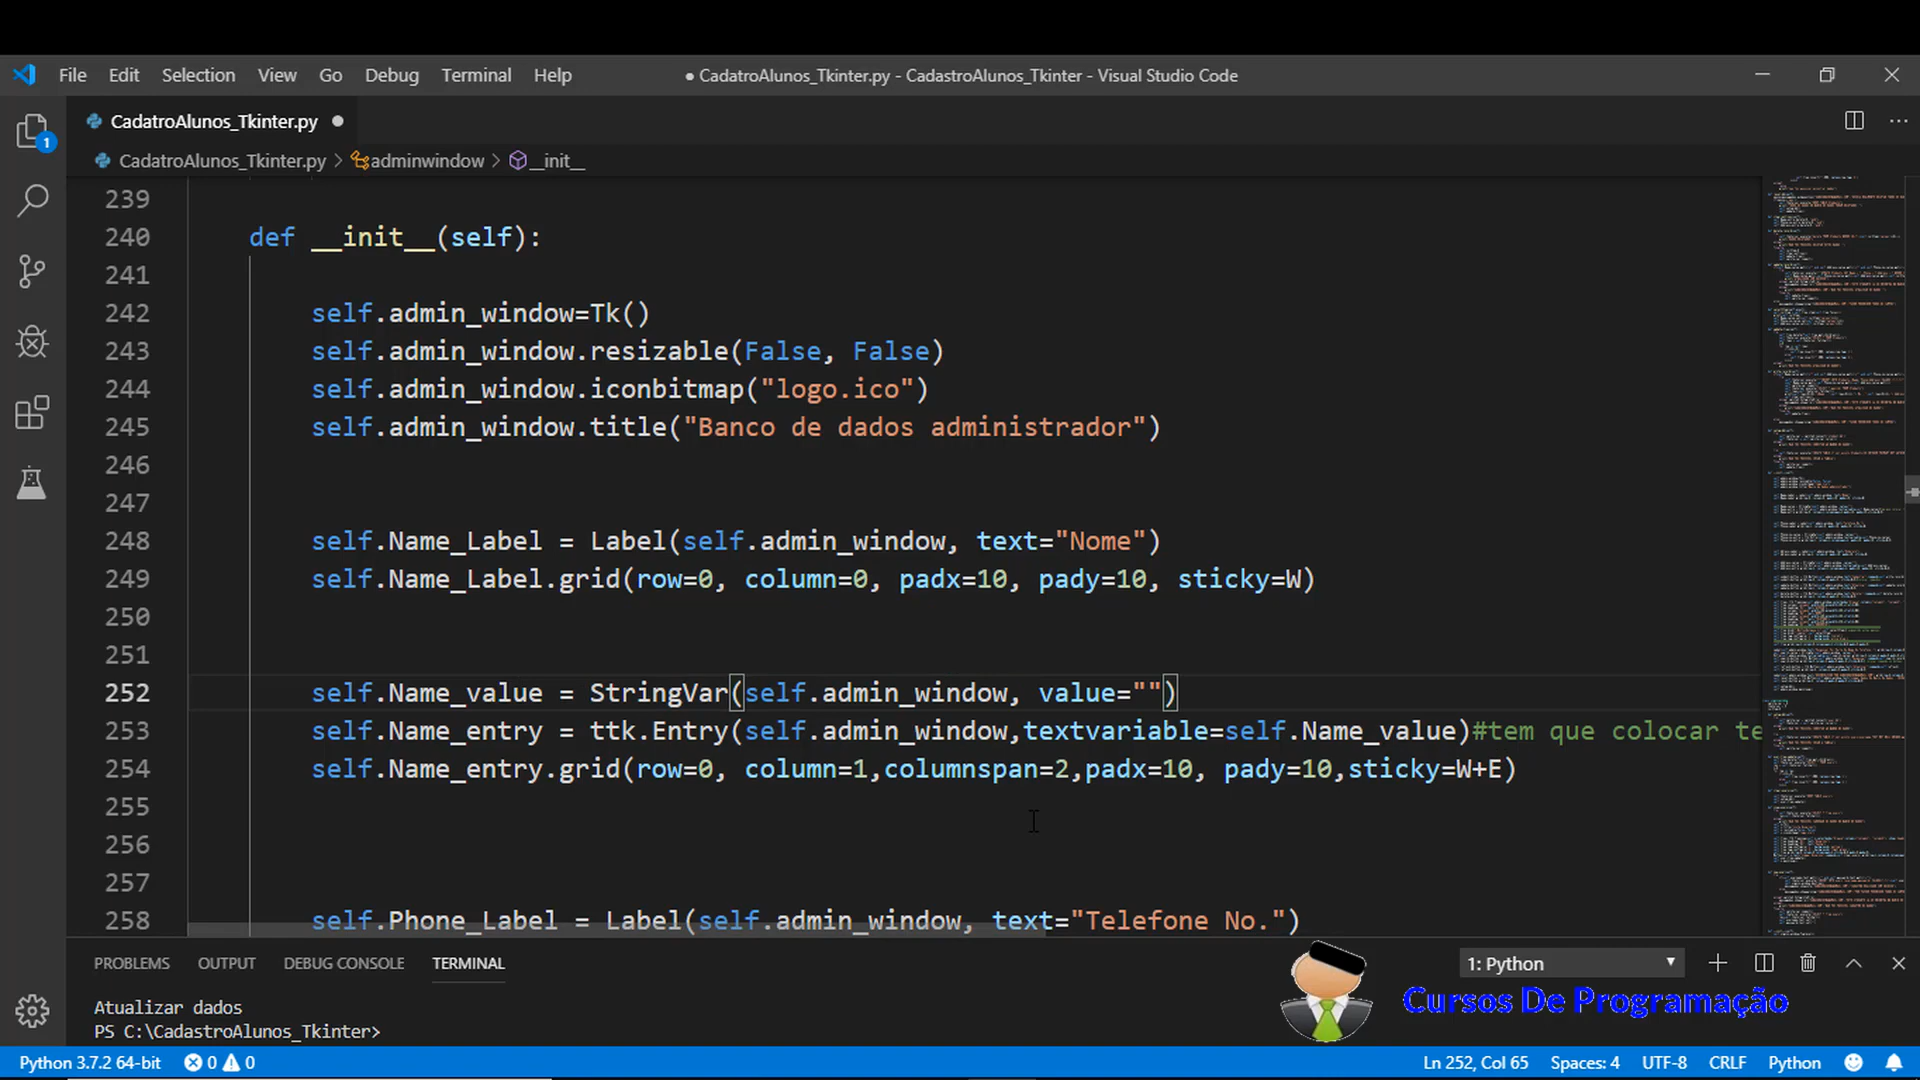 File Edit Selection View Go Debug Terminal Help ● CadatroAlunos_Tkinter.py - CadastroAlunos_Tkinter - Visual Studio Code
CadatroAlunos_Tkinter.py
CadatroAlunos_Tkinter.py > adminwindow > __init__
1
239
240 def __init__(self):
241
242 self.admin_window=Tk()
243 self.admin_window.resizable(False, False)
244 self.admin_window.iconbitmap("logo.ico")
245 self.admin_window.title("Banco de dados administrador")
246
247
248 self.Name_Label = Label(self.admin_window, text="Nome")
249 self.Name_Label.grid(row=0, column=0, padx=10, pady=10, sticky=W)
250
251
252 self.Name_value = StringVar(self.admin_window, value="")
253 self.Name_entry = ttk.Entry(self.admin_window,textvariable=self.Name_value)#tem que colocar te
254 self.Name_entry.grid(row=0, column=1,columnspan=2,padx=10, pady=10,sticky=W+E)
255
256
257
258 self.Phone_Label = Label(self.admin_window, text="Telefone No.")
PROBLEMS OUTPUT DEBUG CONSOLE TERMINAL 1: Python
Atualizar dados
PS C:\CadastroAlunos_Tkinter>
Cursos De Programação
Python 3.7.2 64-bit 0 0 Ln 252, Col 65 Spaces: 4 UTF-8 CRLF Python